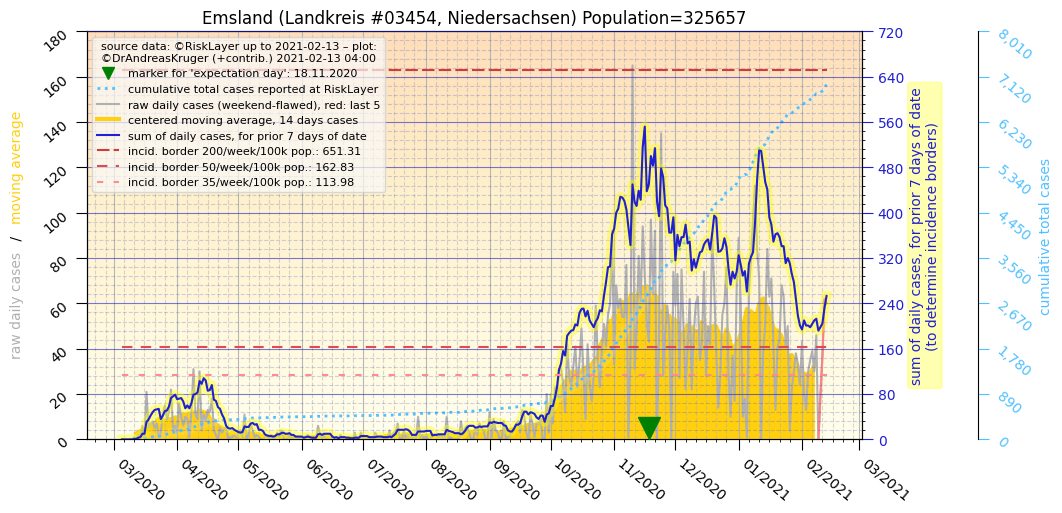 Emsland (Landkreis #03454, Niedersachsen) Population=325657
source data: ©RiskLayer up to 2021-02-13 – plot:
©DrAndreasKruger (+contrib.) 2021-02-13 04:00
marker for 'expectation day': 18.11.2020
cumulative total cases reported at RiskLayer
raw daily cases (weekend-flawed), red: last 5
centered moving average, 14 days cases
sum of daily cases, for prior 7 days of date
incid. border 200/week/100k pop.: 651.31
incid. border 50/week/100k pop.: 162.83
incid. border 35/week/100k pop.: 113.98
raw daily cases / moving average
180
160
140
120
100
80
60
40
20
0
03/2020
04/2020
05/2020
06/2020
07/2020
08/2020
09/2020
10/2020
11/2020
12/2020
01/2021
02/2021
03/2021
720
640
560
480
400
320
240
160
80
0
sum of daily cases, for prior 7 days of date
(to determine incidence borders)
8,010
7,120
6,230
5,340
4,450
3,560
2,670
1,780
890
0
cumulative total cases